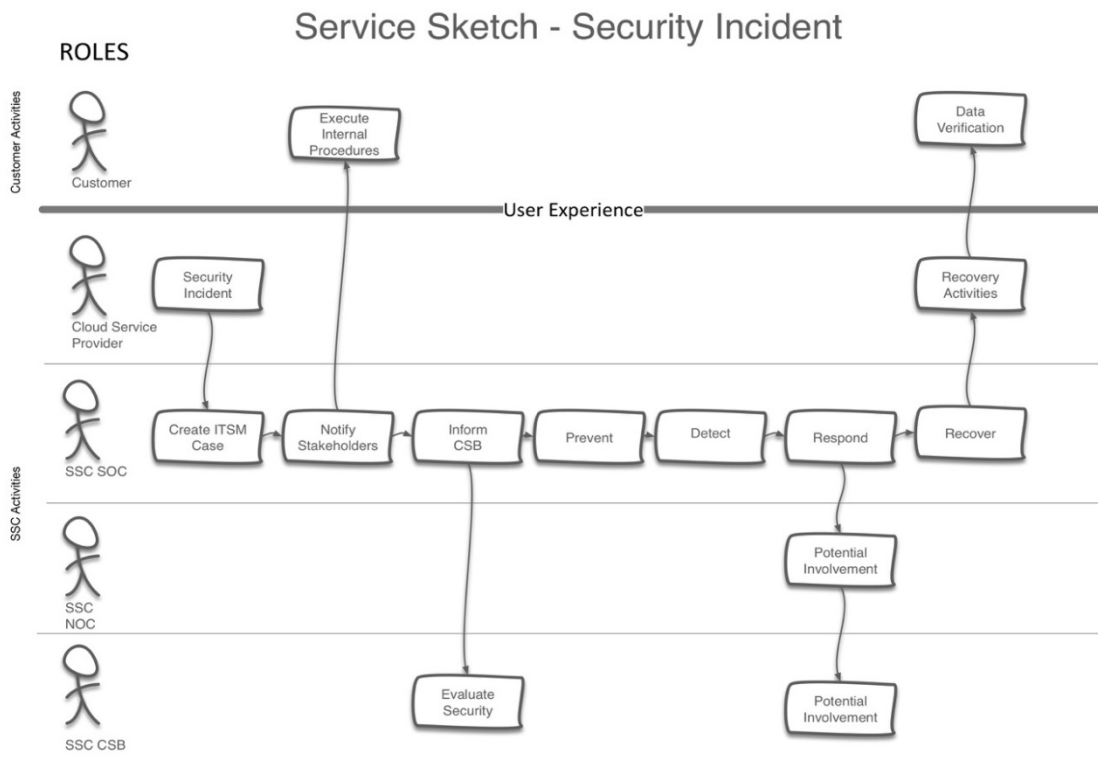 Service Sketch - Security Incident
ROLES
Customer Activities
Customer
Execute
Internal
Procedures
Data
Verification
User Experience
Cloud Service
Provider
Security
Incident
Recovery
Activities
SSC Activities
SSC SOC
Create ITSM
Case
Notify
Stakeholders
Inform
CSB
Prevent
Detect
Respond
Recover
SSC
NOC
Potential
Involvement
SSC CSB
Evaluate
Security
Potential
Involvement